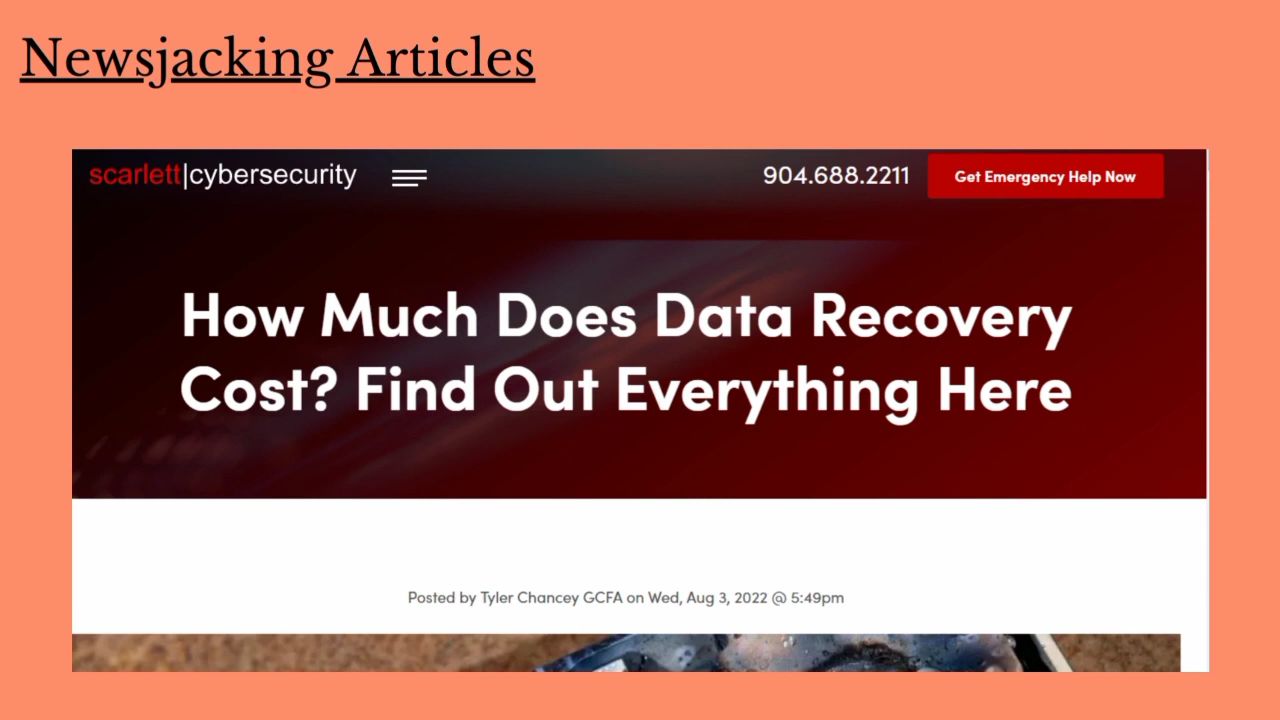 Newsjacking Articles
scarlett|cybersecurity
904.688.2211
Get Emergency Help Now
How Much Does Data Recovery
Cost? Find Out Everything Here
Posted by Tyler Chancey GCFA on Wed, Aug 3, 2022 @ 5:49pm